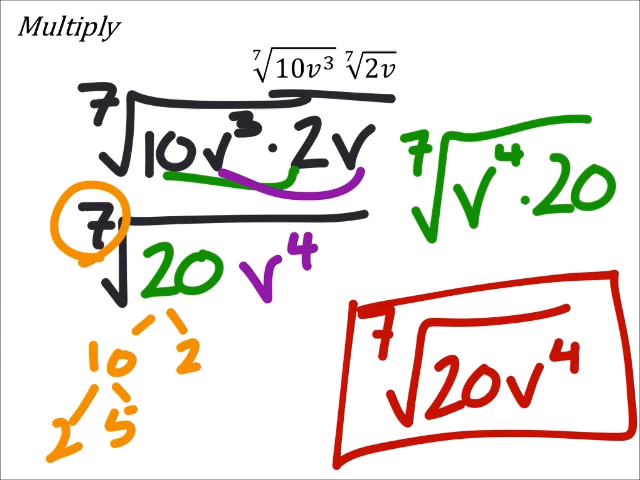 Multiply
⁷√(10v³) ⁷√(2v)
⁷√(10v³ · 2v)
⁷√(v⁴ · 20)
⁷√(20 v⁴)
10 2
2 5
⁷√(20v⁴)